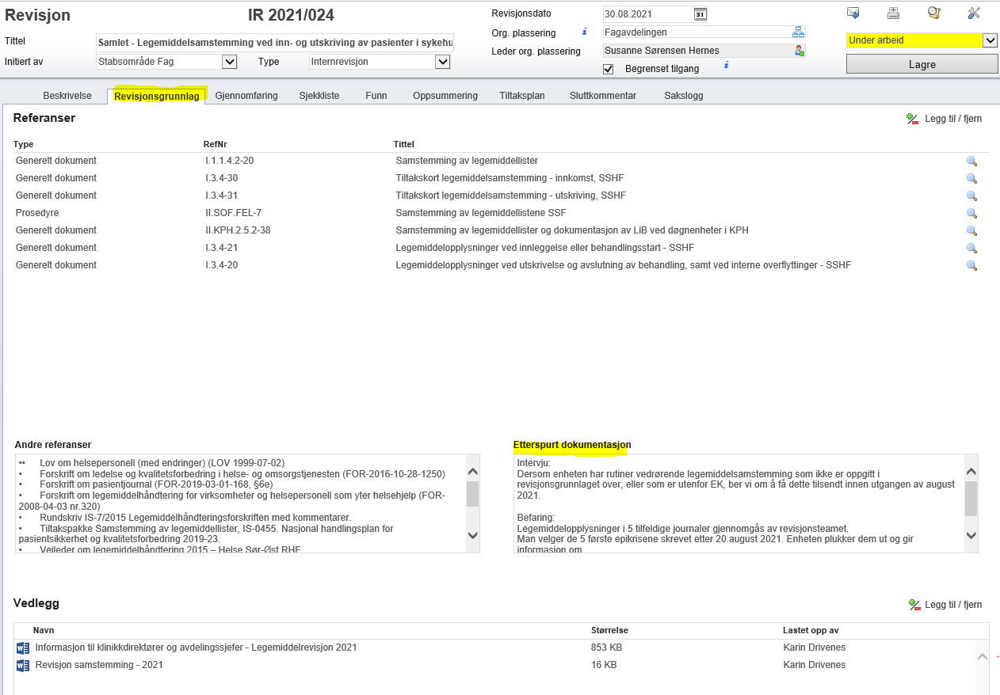 Revisjon IR 2021/024
Revisjonsdato 30.08.2021 31
Org. plassering i Fagavdelingen
Leder org. plassering Susanne Sørensen Hernes
Begrenset tilgang i
Under arbeid
Lagre
Tittel Samlet - Legemiddelsamstemming ved inn- og utskriving av pasienter i sykehu
Initiert av Stabsområde Fag Type Internrevisjon
Beskrivelse Revisjonsgrunnlag Gjennomføring Sjekkliste Funn Oppsummering Tiltaksplan Sluttkommentar Sakslogg
Referanser Legg til / fjern
Type RefNr Tittel
Generelt dokument I.1.1.4.2-20 Samstemming av legemiddellister
Generelt dokument I.3.4-30 Tiltakskort legemiddelsamstemming - innkomst, SSHF
Generelt dokument I.3.4-31 Tiltakskort legemiddelsamstemming - utskriving, SSHF
Prosedyre II.SOF.FEL-7 Samstemming av legemiddellistene SSF
Generelt dokument II.KPH.2.5.2-38 Samstemming av legemiddellister og dokumentasjon av LiB ved døgnenheter i KPH
Generelt dokument I.3.4-21 Legemiddelopplysninger ved innleggelse eller behandlingsstart - SSHF
Generelt dokument I.3.4-20 Legemiddelopplysninger ved utskrivelse og avslutning av behandling, samt ved interne overflyttinger - SSHF
Andre referanser
•• Lov om helsepersonell (med endringer) (LOV 1999-07-02)
• Forskrift om ledelse og kvalitetsforbedring i helse- og omsorgstjenesten (FOR-2016-10-28-1250)
• Forskrift om pasientjournal (FOR-2019-03-01-168, §6e)
• Forskrift om legemiddelhåndtering for virksomheter og helsepersonell som yter helsehjelp (FOR-
2008-04-03 nr.320)
• Rundskriv IS-7/2015 Legemiddelhåndteringsforskriften med kommentarer.
• Tiltakspakke Samstemming av legemiddellister, IS-0455. Nasjonal handlingsplan for
pasientsikkerhet og kvalitetsforbedring 2019-23.
• Veileder om legemiddelhåndtering 2015 – Helse Sør-Øst RHF
Etterspurt dokumentasjon
Intervju:
Dersom enheten har rutiner vedrørende legemiddelsamstemming som ikke er oppgitt i
revisjonsgrunnlaget over, eller som er utenfor EK, ber vi om å få dette tilsendt innen utgangen av august
2021.
Befaring:
Legemiddelopplysninger i 5 tilfeldige journaler gjennomgås av revisjonsteamet.
Man velger de 5 første epikrisene skrevet etter 20.august 2021. Enheten plukker dem ut og gir
informasjon om
Vedlegg Legg til / fjern
Navn Størrelse Lastet opp av
Informasjon til klinikkdirektører og avdelingssjefer - Legemiddelrevisjon 2021 853 KB Karin Drivenes
Revisjon samstemming - 2021 16 KB Karin Drivenes